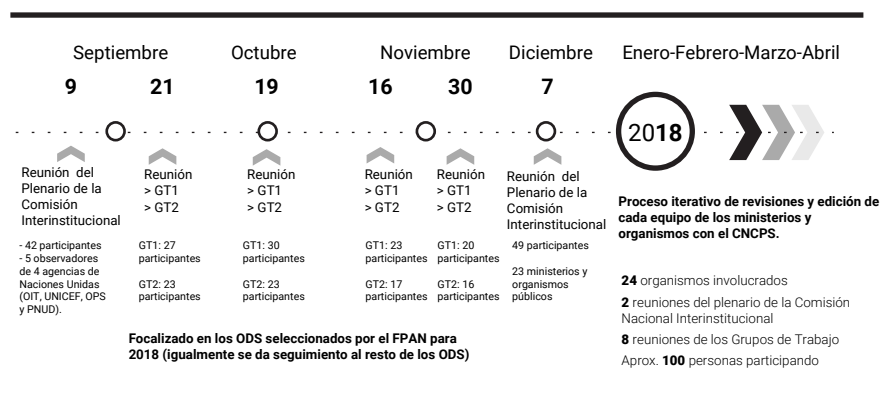 Septiembre
Octubre
Noviembre
Diciembre
Enero-Febrero-Marzo-Abril
9
21
19
16
30
7
2018
Reunión del
Plenario de la
Comisión
Interinstitucional
- 42 participantes
- 5 observadores
de 4 agencias de
Naciones Unidas
(OIT, UNICEF, OPS
y PNUD).
Reunión
> GT1
> GT2
GT1: 27
participantes
GT2: 23
participantes
Reunión
> GT1
> GT2
GT1: 30
participantes
GT2: 23
participantes
Reunión
> GT1
> GT2
GT1: 23
participantes
GT2: 17
participantes
Reunión
> GT1
> GT2
GT1: 20
participantes
GT2: 16
participantes
Reunión del
Plenario de la
Comisión
Interinstitucional
49 participantes
23 ministerios y
organismos
públicos
Focalizado en los ODS seleccionados por el FPAN para
2018 (igualmente se da seguimiento al resto de los ODS)
Proceso iterativo de revisiones y edición de
cada equipo de los ministerios y
organismos con el CNCPS.
24 organismos involucrados
2 reuniones del plenario de la Comisión
Nacional Interinstitucional
8 reuniones de los Grupos de Trabajo
Aprox. 100 personas participando